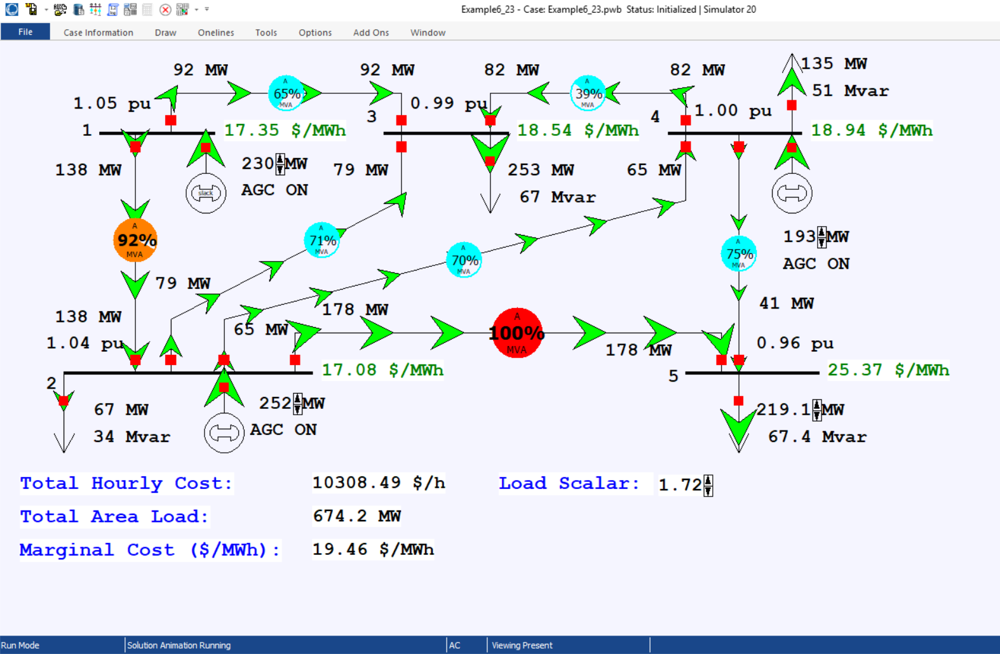 Example6_23 - Case: Example6_23.pwb Status: Initialized | Simulator 20
File Case Information Draw Onelines Tools Options Add Ons Window
92 MW 92 MW 82 MW 82 MW 135 MW
A 65% MVA
A 39% MVA
51 Mvar
1.05 pu 0.99 pu 1.00 pu
3 4
1 17.35 $/MWh 18.54 $/MWh 18.94 $/MWh
138 MW 230 MW 79 MW 253 MW 65 MW
AGC ON 67 Mvar
slack
A 92% MVA
A 71% MVA
A 70% MVA
A 75% MVA
193 MW
AGC ON
79 MW
138 MW 178 MW 41 MW
65 MW
A 100% MVA
1.04 pu 178 MW 0.96 pu
17.08 $/MWh 25.37 $/MWh
2 5
67 MW 252 MW 219.1 MW
34 Mvar AGC ON 67.4 Mvar
Total Hourly Cost: 10308.49 $/h Load Scalar: 1.72
Total Area Load: 674.2 MW
Marginal Cost ($/MWh): 19.46 $/MWh
Run Mode Solution Animation Running AC Viewing Present